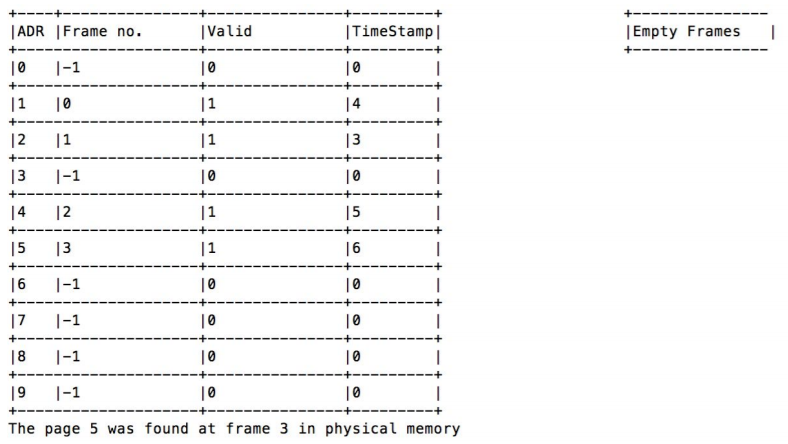 +----+---------------+---------------+---------+ +---------------
|ADR |Frame no. |Valid |TimeStamp| |Empty Frames |
+---------------+---------------+---------+ +---------------
|0 |-1 |0 |0 |
+---------------+---------------+---------+
|1 |0 |1 |4 |
+---------------+---------------+---------+
|2 |1 |1 |3 |
+---------------+---------------+---------+
|3 |-1 |0 |0 |
+---------------+---------------+---------+
|4 |2 |1 |5 |
+---------------+---------------+---------+
|5 |3 |1 |6 |
+---------------+---------------+---------+
|6 |-1 |0 |0 |
+---------------+---------------+---------+
|7 |-1 |0 |0 |
+---------------+---------------+---------+
|8 |-1 |0 |0 |
+---------------+---------------+---------+
|9 |-1 |0 |0 |
+---------------+---------------+---------+
The page 5 was found at frame 3 in physical memory